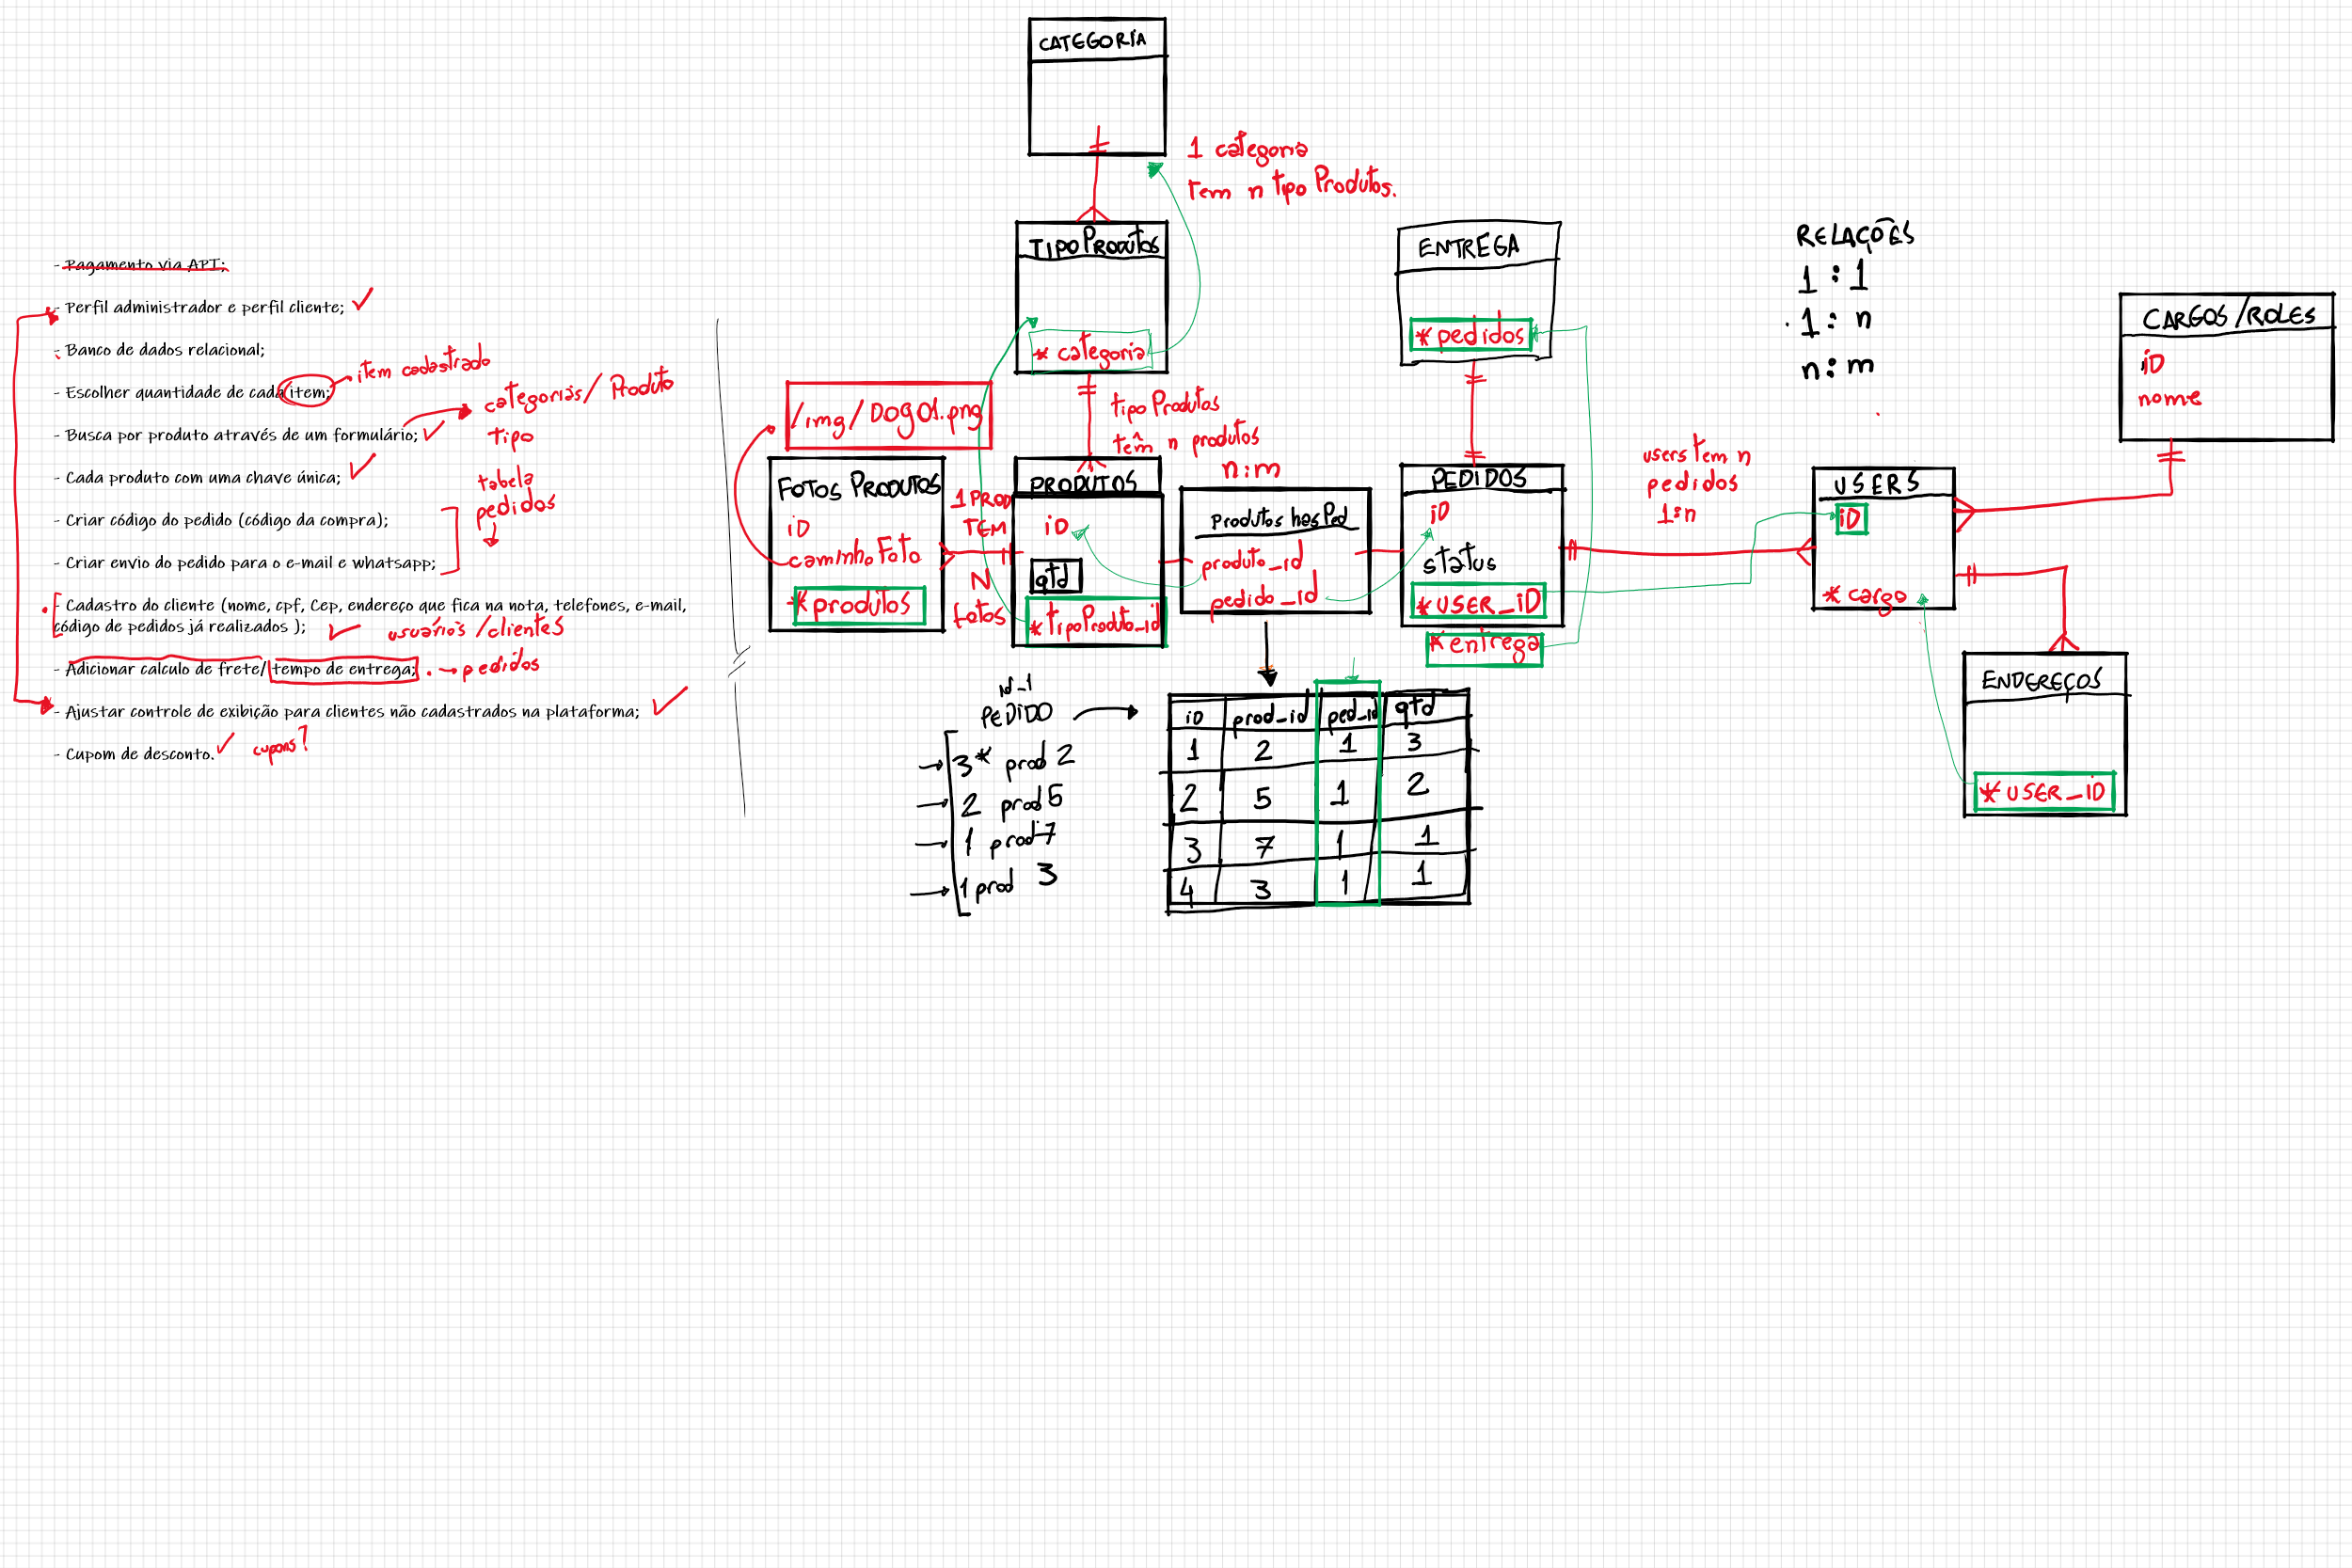 - Pagamento via API;
- Perfil administrador e perfil cliente;
- Banco de dados relacional;
- Escolher quantidade de cada item;
item cadastrado
- Busca por produto através de um formulário;
categorias/ Produto
tipo
- Cada produto com uma chave única;
tabela
pedidos
- Criar código do pedido (código da compra);
- Criar envio do pedido para o e-mail e whatsapp;
- Cadastro do cliente (nome, cpf, Cep, endereço que fica na nota, telefones, e-mail,
código de pedidos já realizados );
usuários /clientes
- Adicionar calculo de frete/ tempo de entrega;
pedidos
- Ajustar controle de exibição para clientes não cadastrados na plataforma;
- Cupom de desconto.
cupons?
CATEGORIA
1 categoria
tem n tipo Produtos.
TIPO PRODUTOS
* categoria
tipo Produtos
têm n produtos
n:m
/img/DOG01.png
FOTOS PRODUTOS
iD
caminho Foto
* produtos
1 PROD
TEM
N
fotos
PRODUTOS
iD
qtd
* tipoProduto_id
Produtos hasPed
produto_id
pedido_id
ENTREGA
* pedidos
PEDIDOS
iD
status
* USER_iD
* entrega
users tem n
pedidos
1:n
RELAÇÕES
1 : 1
1 : n
n : m
USERS
iD
* cargo
CARGOS /ROLES
iD
nome
ENDEREÇOS
* USER_iD
id_1
PEDIDO
3* prod 2
2 prod 5
1 prod 7
1 prod 3
iD prod_id ped_id qtd
1 2 1 3
2 5 1 2
3 7 1 1
4 3 1 1